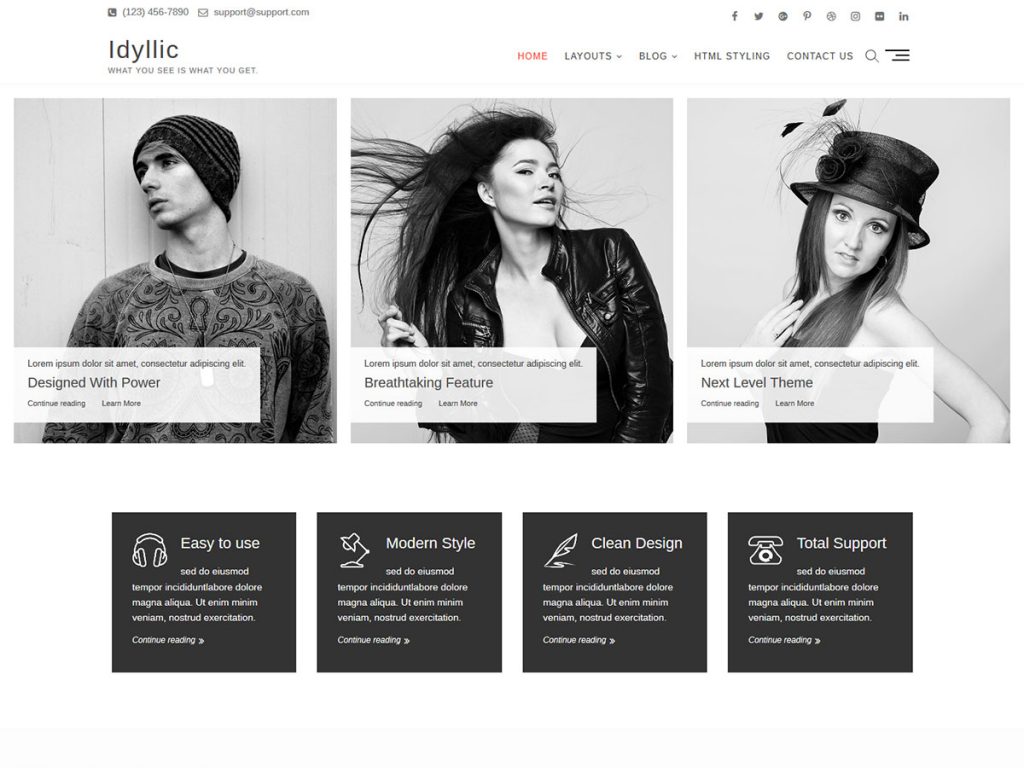 (123) 456-7890 support@support.com
Idyllic
WHAT YOU SEE IS WHAT YOU GET.
HOME LAYOUTS BLOG HTML STYLING CONTACT US
Lorem ipsum dolor sit amet, consectetur adipiscing elit.
Designed With Power
Continue reading Learn More
Lorem ipsum dolor sit amet, consectetur adipiscing elit.
Breathtaking Feature
Continue reading Learn More
Lorem ipsum dolor sit amet, consectetur adipiscing elit.
Next Level Theme
Continue reading Learn More
Easy to use
sed do eiusmod
tempor incididuntlabore dolore
magna aliqua. Ut enim minim
veniam, nostrud exercitation.
Continue reading »
Modern Style
sed do eiusmod
tempor incididuntlabore dolore
magna aliqua. Ut enim minim
veniam, nostrud exercitation.
Continue reading »
Clean Design
sed do eiusmod
tempor incididuntlabore dolore
magna aliqua. Ut enim minim
veniam, nostrud exercitation.
Continue reading »
Total Support
sed do eiusmod
tempor incididuntlabore dolore
magna aliqua. Ut enim minim
veniam, nostrud exercitation.
Continue reading »